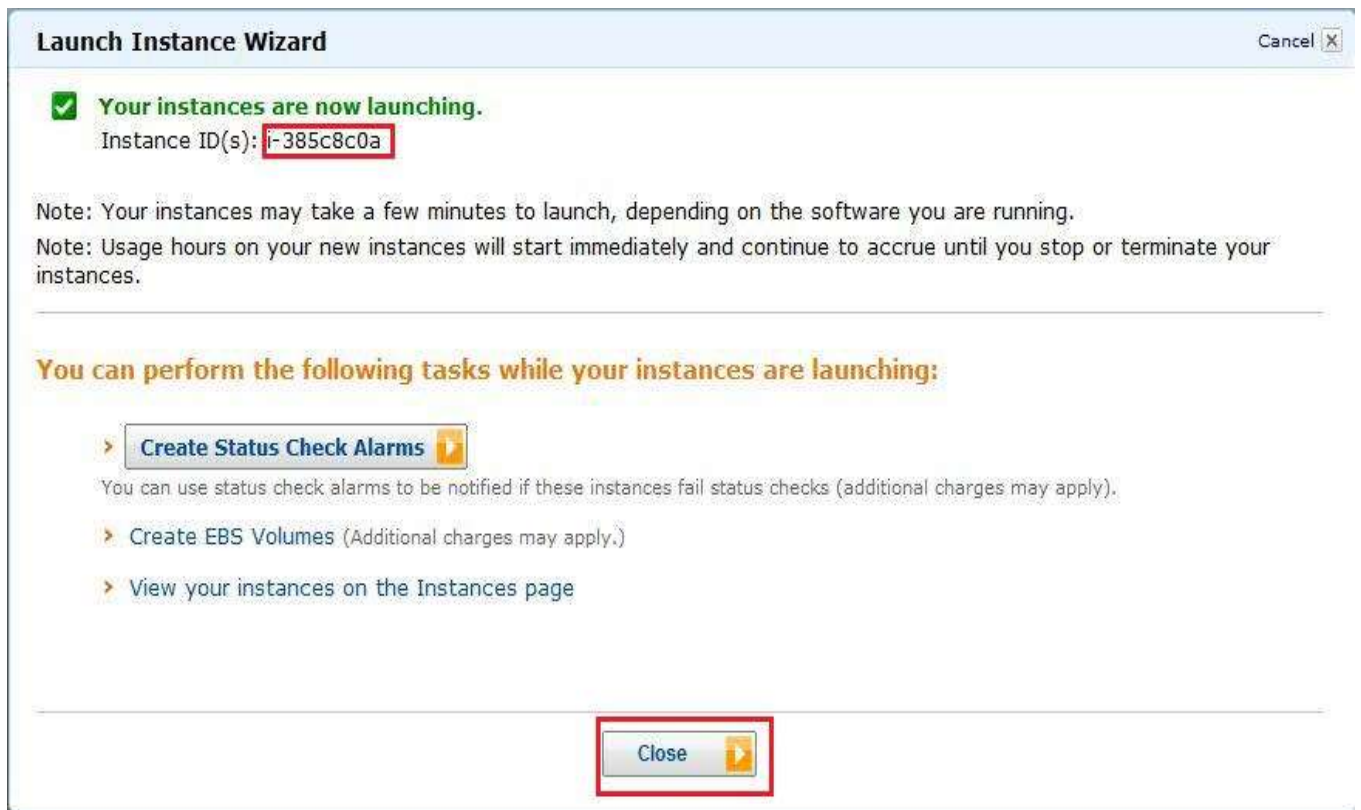 Launch Instance Wizard
Cancel X
Your instances are now launching.
Instance ID(s): i-385c8c0a
Note: Your instances may take a few minutes to launch, depending on the software you are running.
Note: Usage hours on your new instances will start immediately and continue to accrue until you stop or terminate your
instances.
You can perform the following tasks while your instances are launching:
Create Status Check Alarms
You can use status check alarms to be notified if these instances fail status checks (additional charges may apply).
Create EBS Volumes (Additional charges may apply.)
View your instances on the Instances page
Close